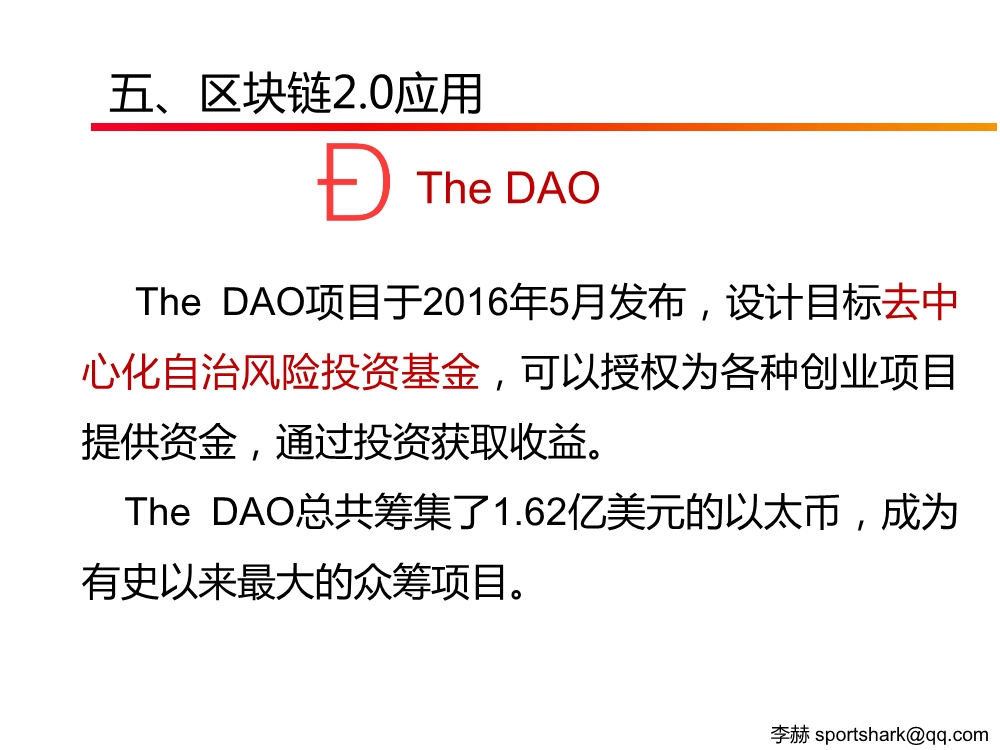 五、区块链2.0应用
Đ The DAO
The DAO项目于2016年5月发布，设计目标去中
心化自治风险投资基金，可以授权为各种创业项目
提供资金，通过投资获取收益。
The DAO总共筹集了1.62亿美元的以太币，成为
有史以来最大的众筹项目。
李赫 sportshark@qq.com